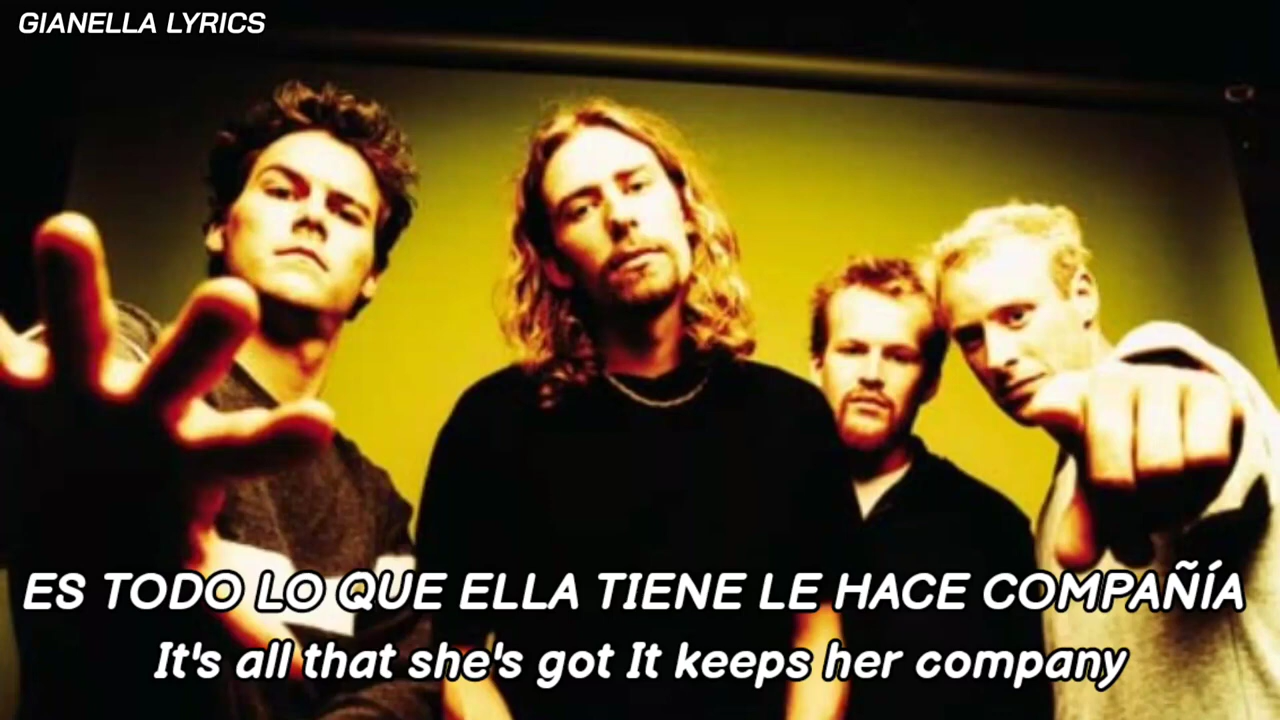 GIANELLA LYRICS
ES TODO LO QUE ELLA TIENE LE HACE COMPAÑÍA
It's all that she's got It keeps her company